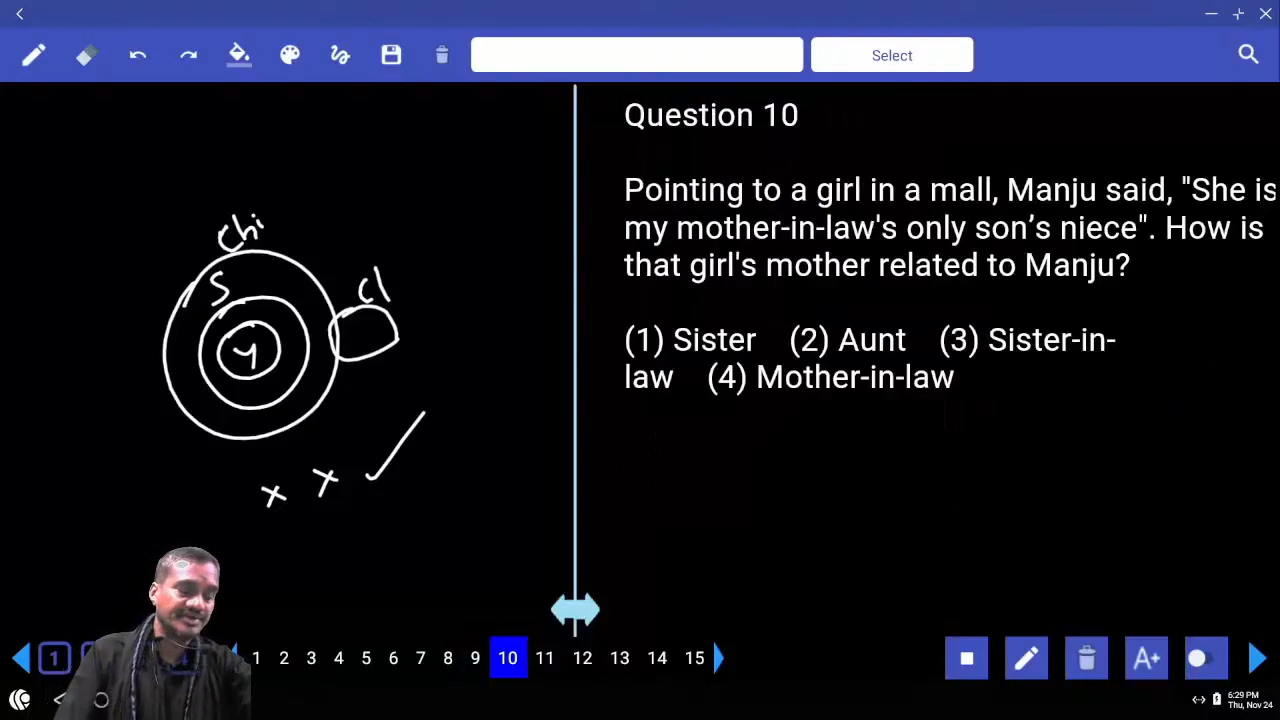 Select
Question 10
Pointing to a girl in a mall, Manju said, "She is
my mother-in-law's only son’s niece". How is
that girl's mother related to Manju?
(1) Sister (2) Aunt (3) Sister-in-
law (4) Mother-in-law
Chi
S
Cl
Y
x x ✓
1 1 2 3 4 5 6 7 8 9 10 11 12 13 14 15
A+
6:29 PM
Thu, Nov 24